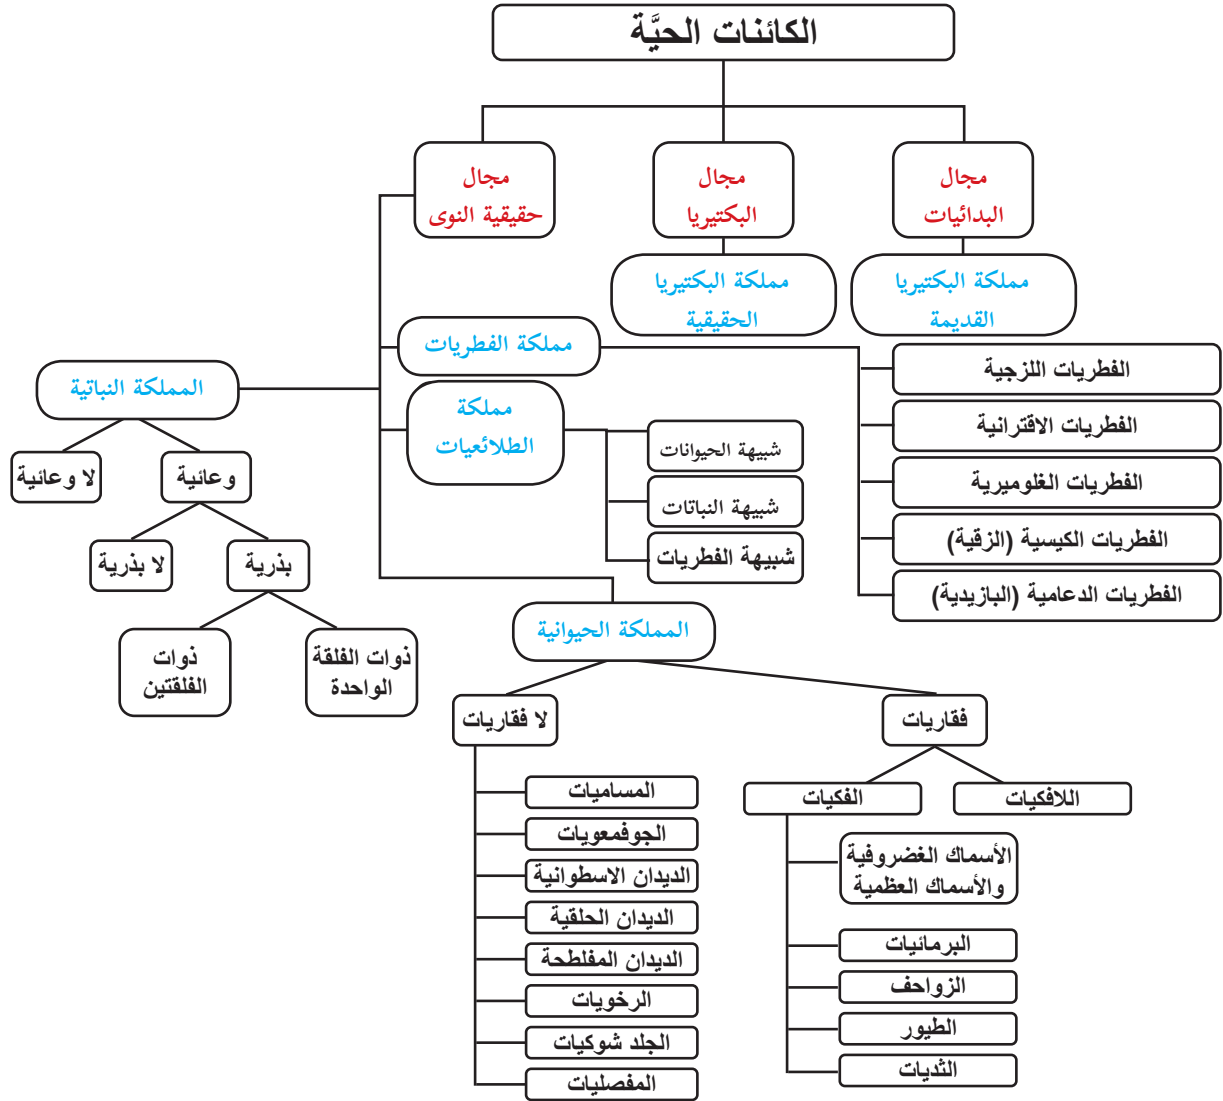 الكائنات الحيَّة
مجال
البدائيات
مجال
البكتيريا
مجال
حقيقية النوى
مملكة البكتيريا
القديمة
مملكة البكتيريا
الحقيقية
مملكة الفطريات
الفطريات اللزجية
الفطريات الاقترانية
الفطريات الغلوميرية
الفطريات الكيسية (الزقية)
الفطريات الدعامية (البازيدية)
مملكة
الطلائعيات
شبيهة الحيوانات
شبيهة النباتات
شبيهة الفطريات
المملكة النباتية
وعائية
لا وعائية
بذرية
لا بذرية
ذوات الفلقة
الواحدة
ذوات
الفلقتين
المملكة الحيوانية
فقاريات
لا فقاريات
اللافكيات
الفكيات
الأسماك الغضروفية
والأسماك العظمية
البرمائيات
الزواحف
الطيور
الثديات
المساميات
الجوفمعويات
الديدان الاسطوانية
الديدان الحلقية
الديدان المفلطحة
الرخويات
الجلد شوكيات
المفصليات